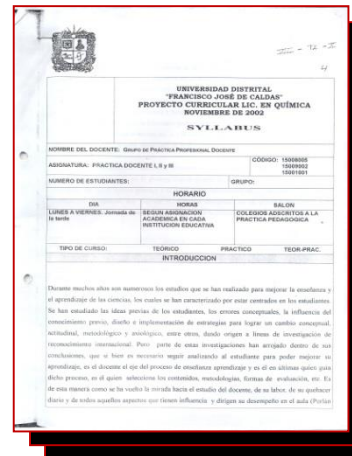 - 12 - II
4
UNIVERSIDAD DISTRITAL
"FRANCISCO JOSÉ DE CALDAS"
PROYECTO CURRICULAR LIC. EN QUÍMICA
NOVIEMBRE DE 2002
SYLLABUS
NOMBRE DEL DOCENTE: GRUPO DE PRÁCTICA PROFESIONAL DOCENTE
ASIGNATURA: PRACTICA DOCENTE I, II y III
CÓDIGO: 15008005
15009002
15001001
NUMERO DE ESTUDIANTES: GRUPO:
HORARIO
DIA HORAS SALON
LUNES A VIERNES. Jornada de SEGUN ASIGNACION COLEGIOS ADSCRITOS A LA
la tarde ACADEMICA EN CADA PRACTICA PEDAGOGICA
INSTITUCION EDUCATIVA
TIPO DE CURSO: TEÓRICO PRACTICO TEOR-PRAC.
INTRODUCCION
Durante muchos años son numerosos los estudios que se han realizado para mejorar la enseñanza y
el aprendizaje de las ciencias, los cuales se han caracterizado por estar centrados en los estudiantes.
Se han estudiado las ideas previas de los estudiantes, los errores conceptuales, la influencia del
conocimiento previo, diseño e implementación de estrategias para lograr un cambio conceptual,
actitudinal, metodológico y axiológico, entre otros, dando origen a líneas de investigación de
reconocimiento internacional. Pero parte de estas investigaciones han arrojado dentro de sus
conclusiones, que si bien es necesario seguir analizando al estudiante para poder mejorar su
aprendizaje, es el docente el eje del proceso de enseñanza aprendizaje y es el en últimas quien guía
dicho proceso, es el quien selecciona los contenidos, metodologías, formas de evaluación, etc. Es
de esta manera como se ha vuelto la mirada hacia el estudio del docente, de su labor, de su quehacer
diario y de todos aquellos aspectos que tienen influencia y dirigen su desempeño en el aula (Porlán